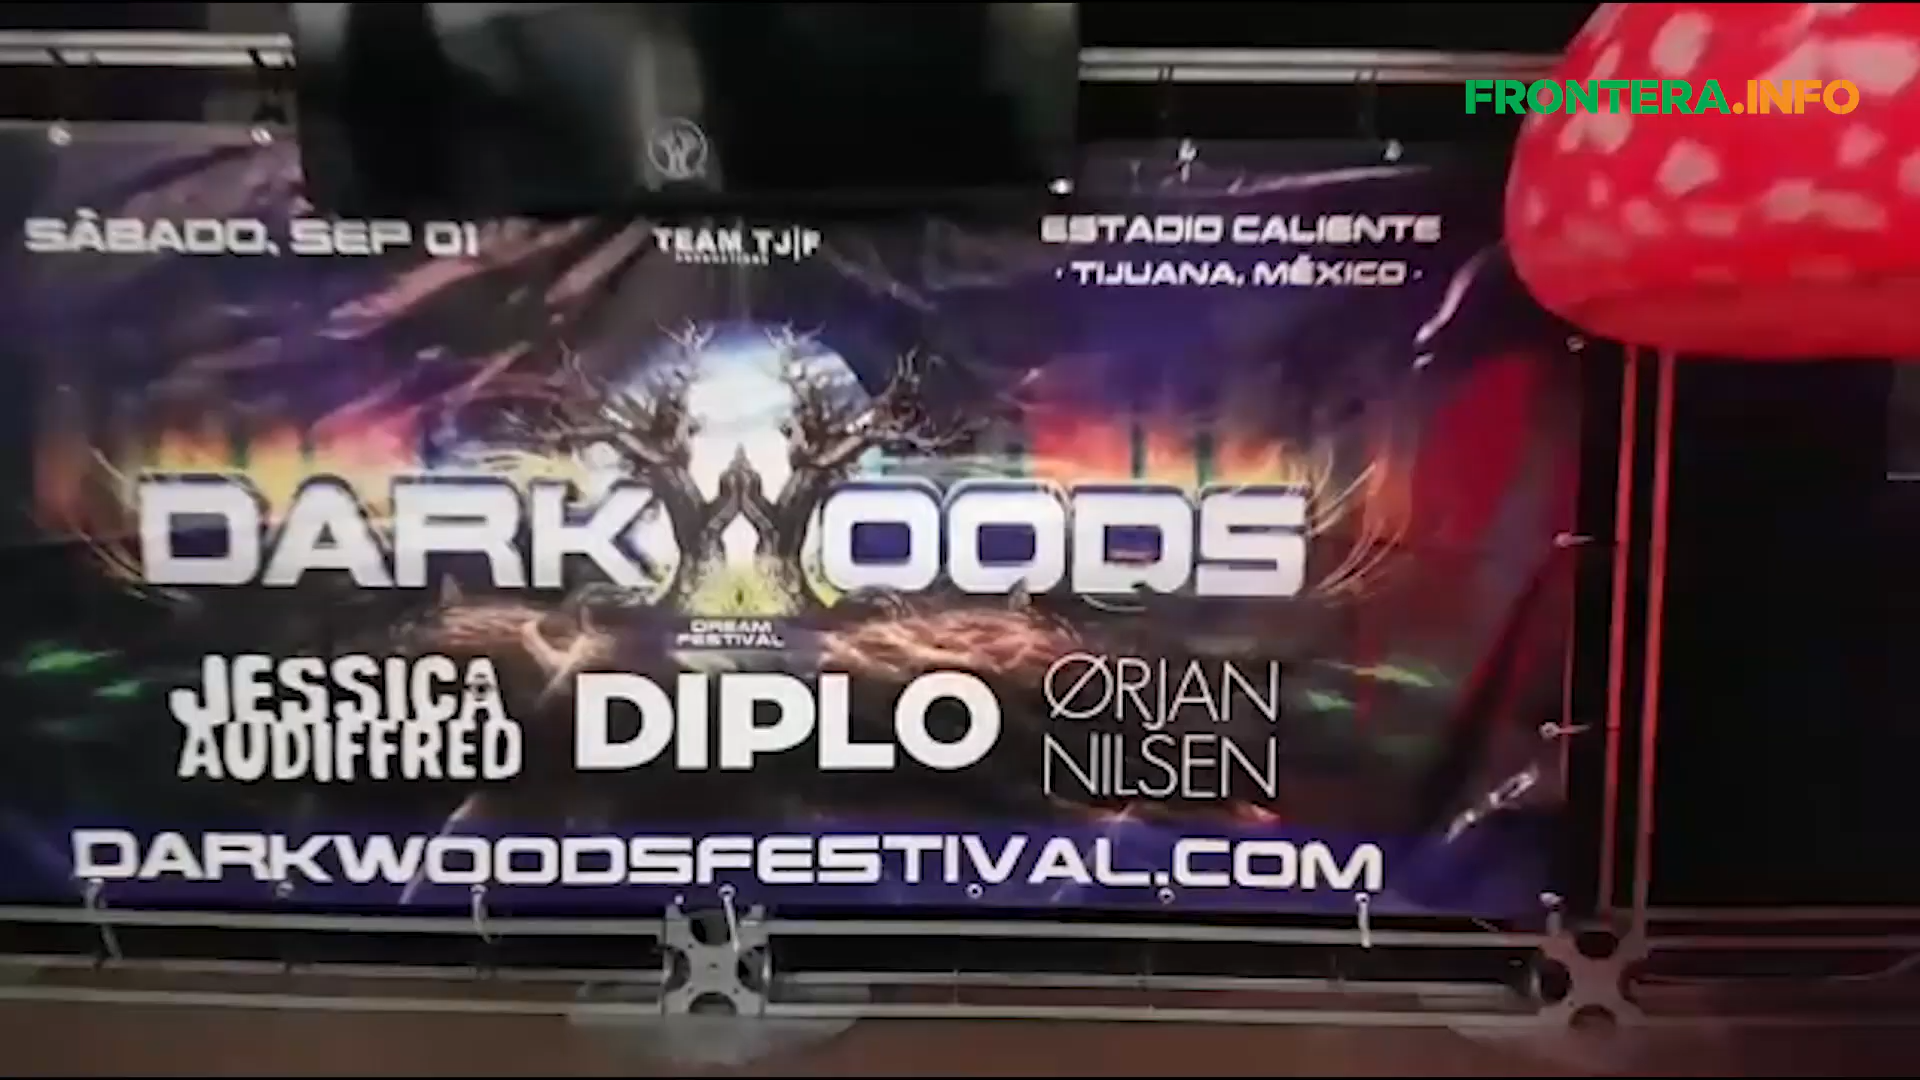 FRONTERA.INFO
SÀBADO, SEP 01
TEAM TJ|P
ESTADIO CALIENTE
· TIJUANA, MÉXICO ·
DARKWOODS
DREAM
FESTIVAL
JESSICA
AUDIFFRED
DIPLO
ØRJAN
NILSEN
DARKWOODSFESTIVAL.COM